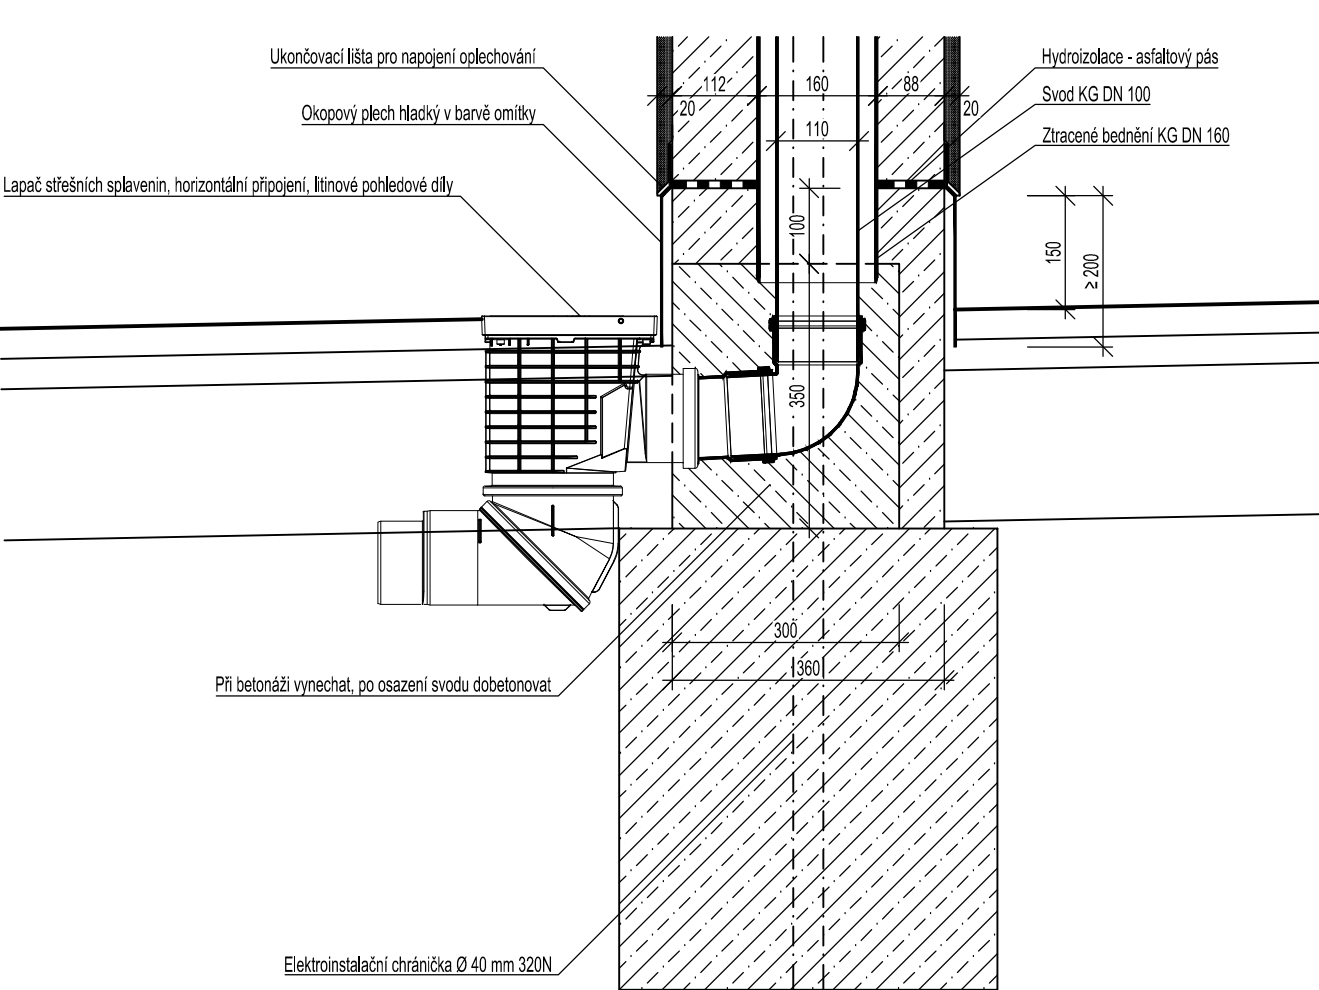 Ukončovací lišta pro napojení oplechování
Hydroizolace - asfaltový pás
112
160
88
20
20
Svod KG DN 100
Okopový plech hladký v barvě omítky
110
Ztracené bednění KG DN 160
Lapač střešních splavenin, horizontální připojení, litinové pohledové díly
100
150
≥ 200
350
300
360
Při betonáži vynechat, po osazení svodu dobetonovat
Elektroinstalační chránička Ø 40 mm 320N